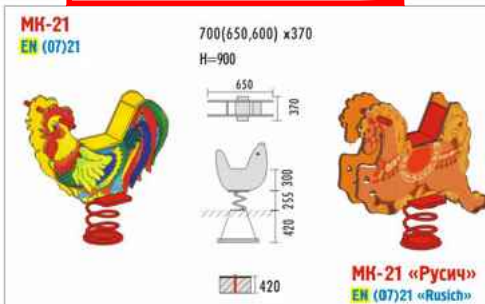 МК-21
EN (07)21
700(650,600) x370
H=900
650
370
300
255
420
420
МК-21 «Русич»
EN (07)21 «Rusich»